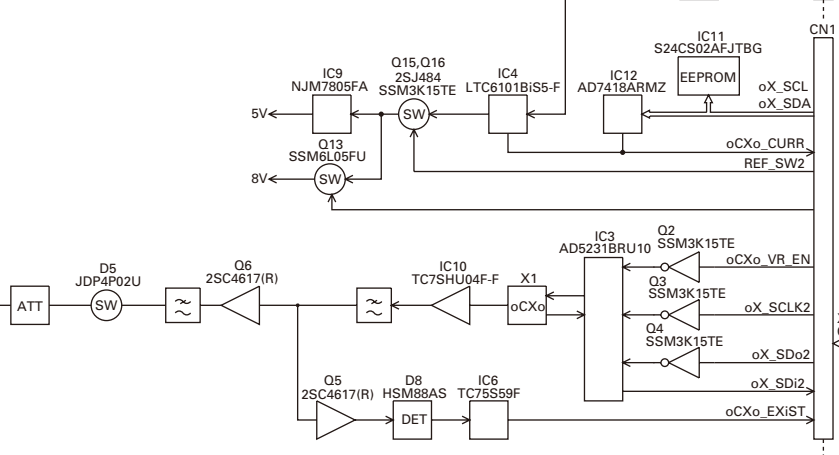 CN1
IC11
S24CS02AFJTBG
EEPROM
Q15,Q16
2SJ484
SSM3K15TE
IC9
NJM7805FA
IC4
LTC6101BiS5-F
IC12
AD7418ARMZ
oX_SCL
oX_SDA
5V
SW
oCXo_CURR
REF_SW2
Q13
SSM6L05FU
8V
SW
IC3
AD5231BRU10
Q2
SSM3K15TE
oCXo_VR_EN
D5
JDP4P02U
Q6
2SC4617(R)
IC10
TC7SHU04F-F
X1
Q3
SSM3K15TE
ATT
SW
oCXo
oX_SCLK2
Q4
SSM3K15TE
oX_SDo2
oX_SDi2
Q5
2SC4617(R)
D8
HSM88AS
IC6
TC75S59F
DET
oCXo_EXiST